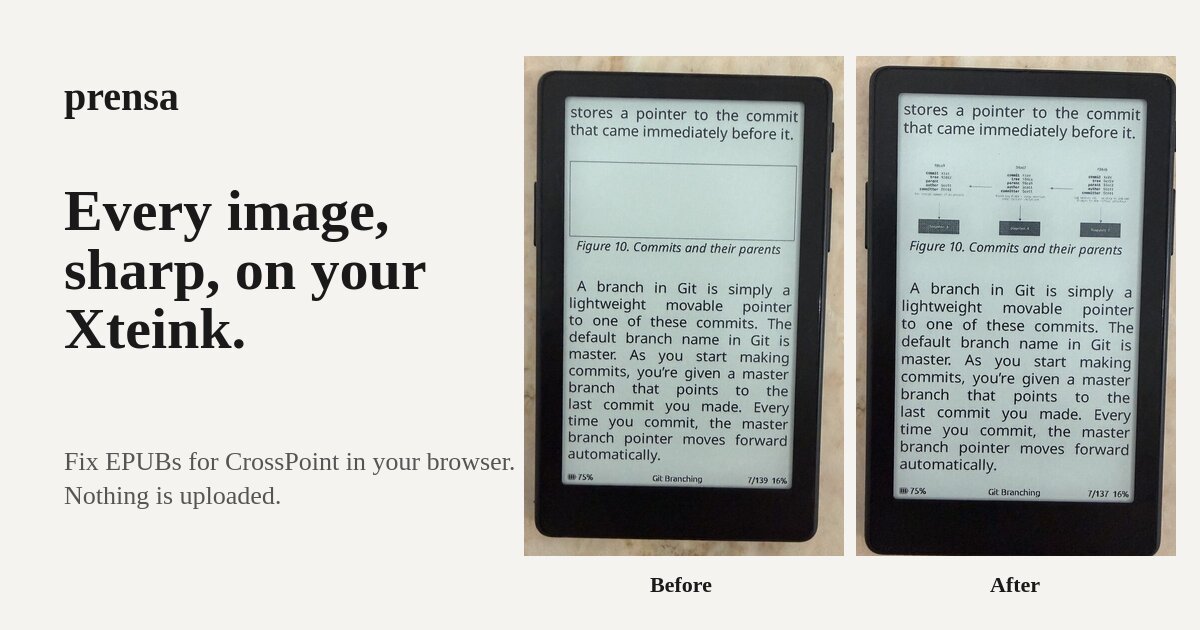 prensa
Every image,
sharp, on your
Xteink.
Fix EPUBs for CrossPoint in your browser.
Nothing is uploaded.
stores a pointer to the commit
that came immediately before it.
Figure 10. Commits and their parents
A branch in Git is simply a
lightweight movable pointer
to one of these commits. The
default branch name in Git is
master. As you start making
commits, you’re given a master
branch that points to the
last commit you made. Every
time you commit, the master
branch pointer moves forward
automatically.
75% Git Branching 7/139 16%
Before
stores a pointer to the commit
that came immediately before it.
Figure 10. Commits and their parents
A branch in Git is simply a
lightweight movable pointer
to one of these commits. The
default branch name in Git is
master. As you start making
commits, you’re given a master
branch that points to the
last commit you made. Every
time you commit, the master
branch pointer moves forward
automatically.
75% Git Branching 7/137 16%
After